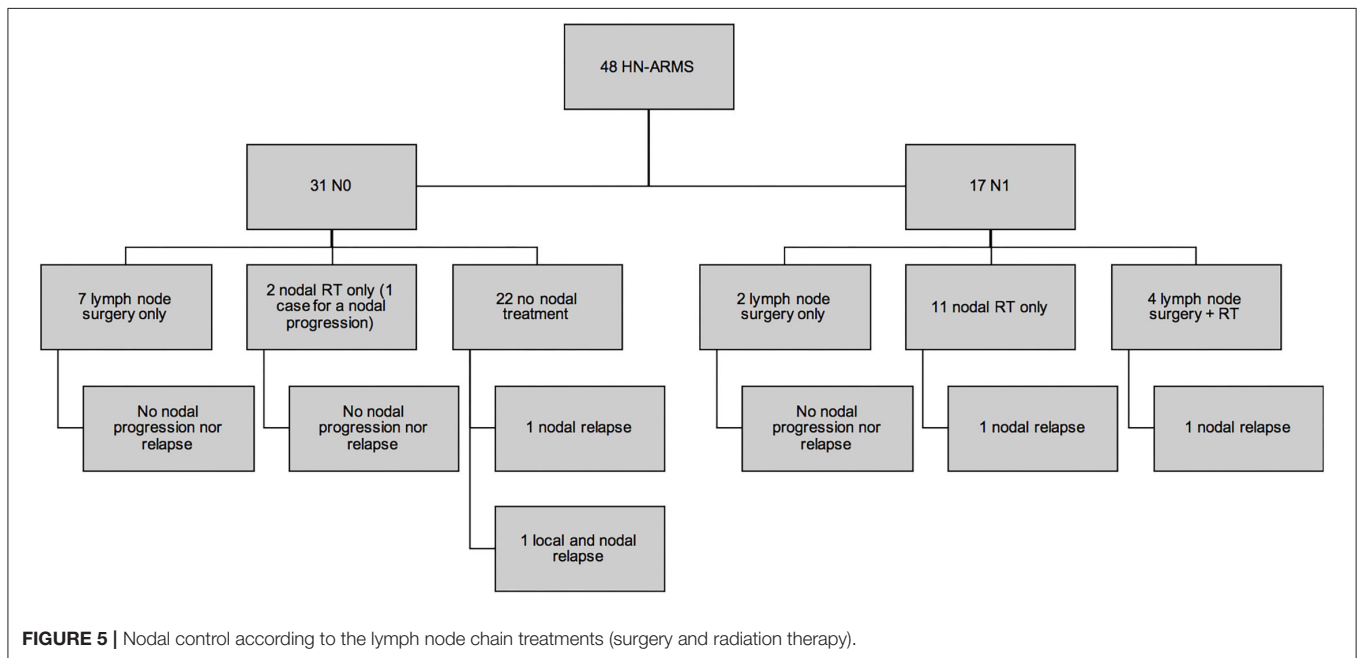 48 HN-ARMS
31 N0
17 N1
7 lymph node
surgery only
2 nodal RT only (1
case for a nodal
progression)
22 no nodal
treatment
2 lymph node
surgery only
11 nodal RT only
4 lymph node
surgery + RT
No nodal
progression nor
relapse
No nodal
progression nor
relapse
1 nodal relapse
No nodal
progression nor
relapse
1 nodal relapse
1 nodal relapse
1 local and nodal
relapse
FIGURE 5 | Nodal control according to the lymph node chain treatments (surgery and radiation therapy).